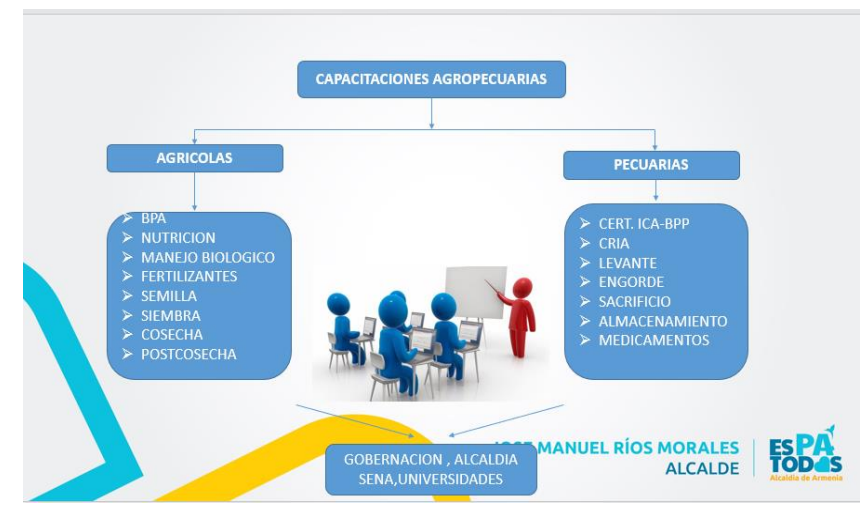 CAPACITACIONES AGROPECUARIAS
AGRICOLAS
PECUARIAS
BPA
NUTRICION
MANEJO BIOLOGICO
FERTILIZANTES
SEMILLA
SIEMBRA
COSECHA
POSTCOSECHA
CERT. ICA-BPP
CRIA
LEVANTE
ENGORDE
SACRIFICIO
ALMACENAMIENTO
MEDICAMENTOS
GOBERNACION , ALCALDIA
SENA,UNIVERSIDADES
MANUEL RÍOS MORALES
ALCALDE
ES PA
TODOS
Alcaldía de Armenia